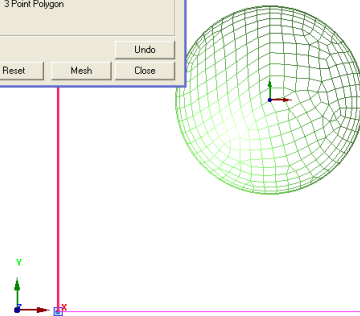 3 Point Polygon
Undo
Reset Mesh Close
Y
Z X